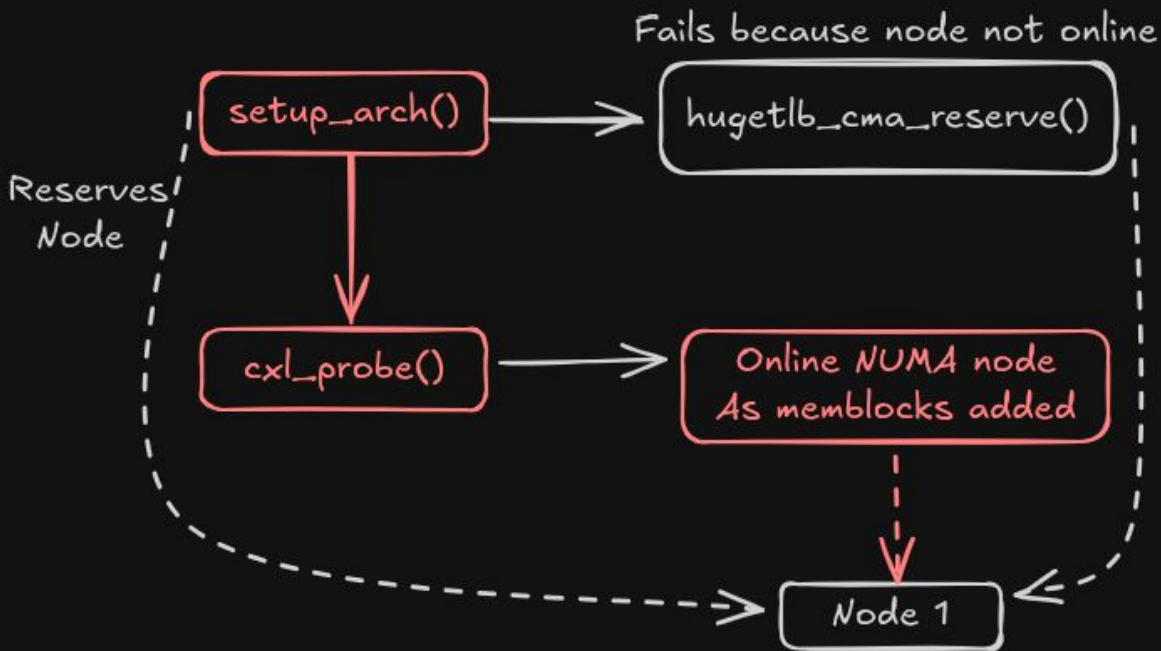 Fails because node not online
setup_arch()
hugetlb_cma_reserve()
Reserves
Node
cxl_probe()
Online NUMA node
As memblocks added
Node 1